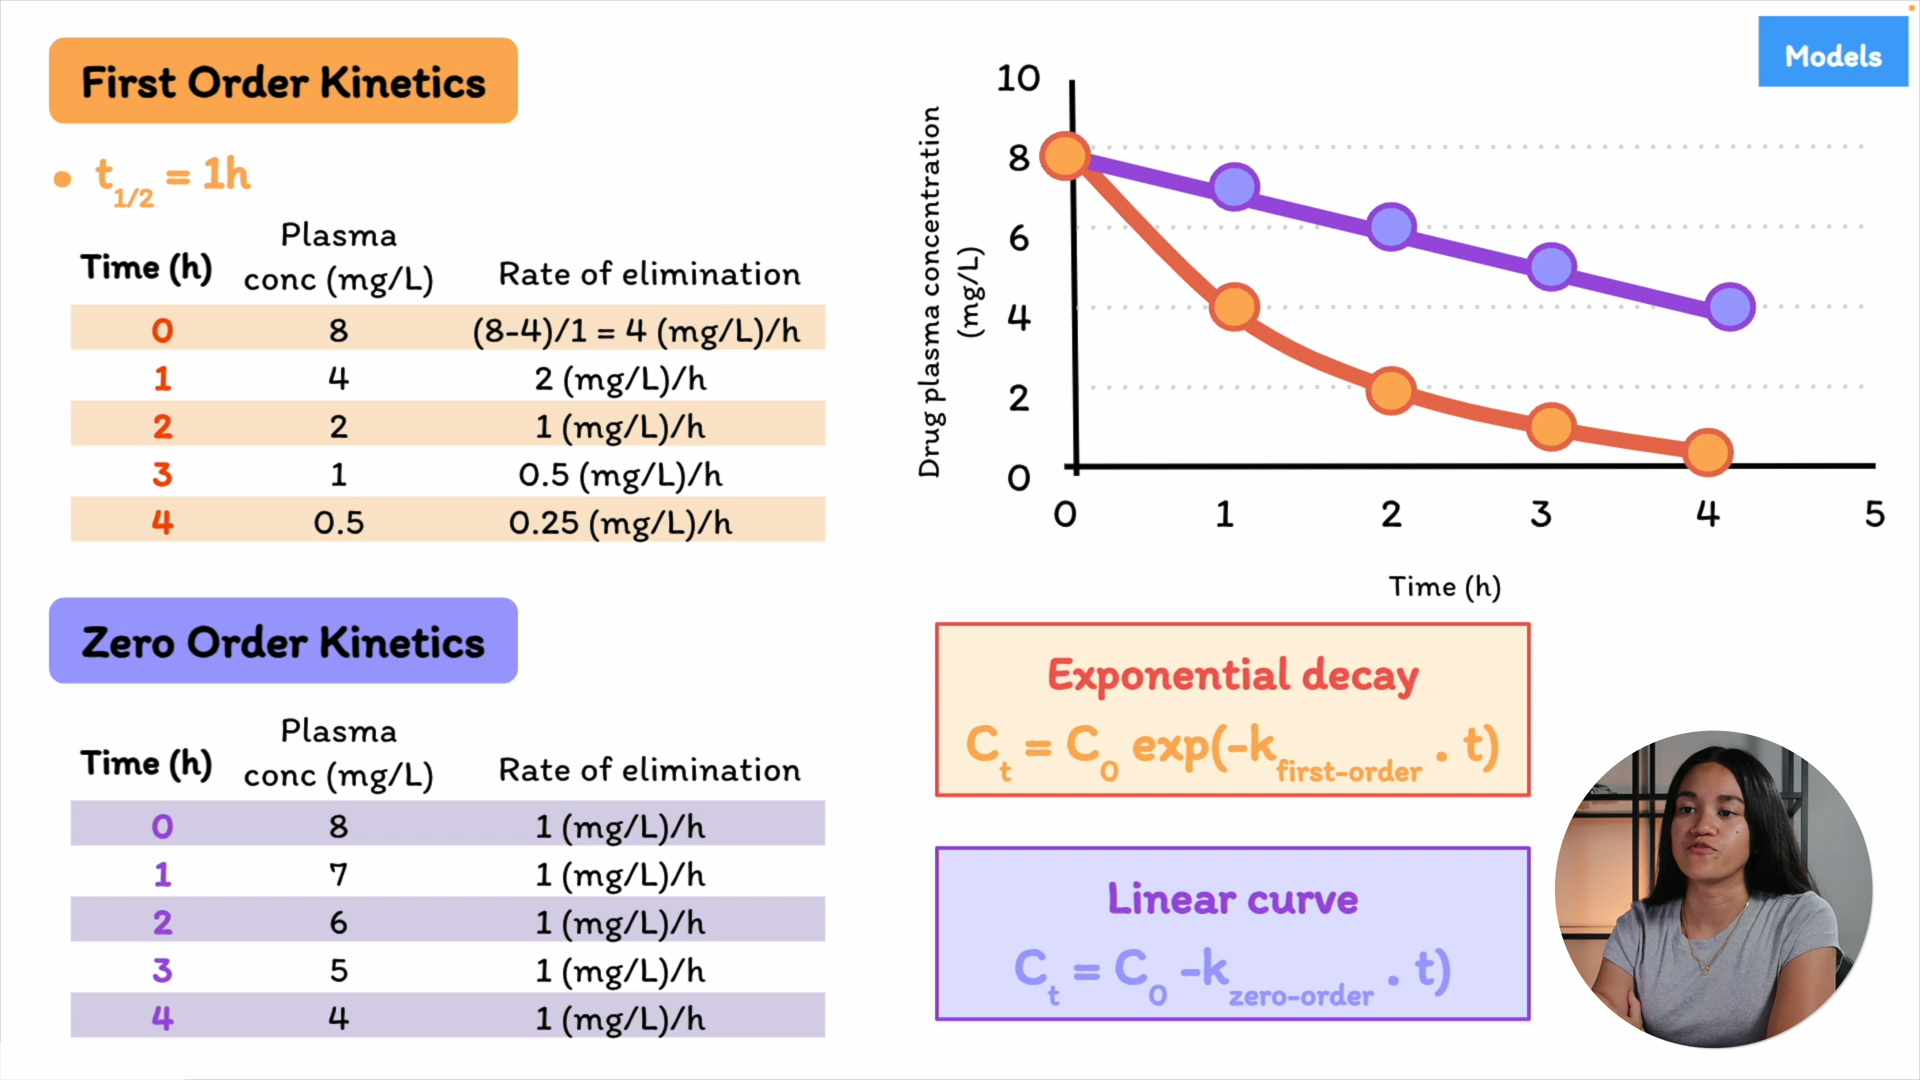 Models
First Order Kinetics
• t1/2 = 1h
Time (h) Plasma conc (mg/L) Rate of elimination
0 8 (8-4)/1 = 4 (mg/L)/h
1 4 2 (mg/L)/h
2 2 1 (mg/L)/h
3 1 0.5 (mg/L)/h
4 0.5 0.25 (mg/L)/h
Zero Order Kinetics
Time (h) Plasma conc (mg/L) Rate of elimination
0 8 1 (mg/L)/h
1 7 1 (mg/L)/h
2 6 1 (mg/L)/h
3 5 1 (mg/L)/h
4 4 1 (mg/L)/h
Drug plasma concentration
(mg/L)
10
8
6
4
2
0
0 1 2 3 4 5
Time (h)
Exponential decay
Ct = C0 exp(-kfirst-order . t)
Linear curve
Ct = C0 -kzero-order . t)